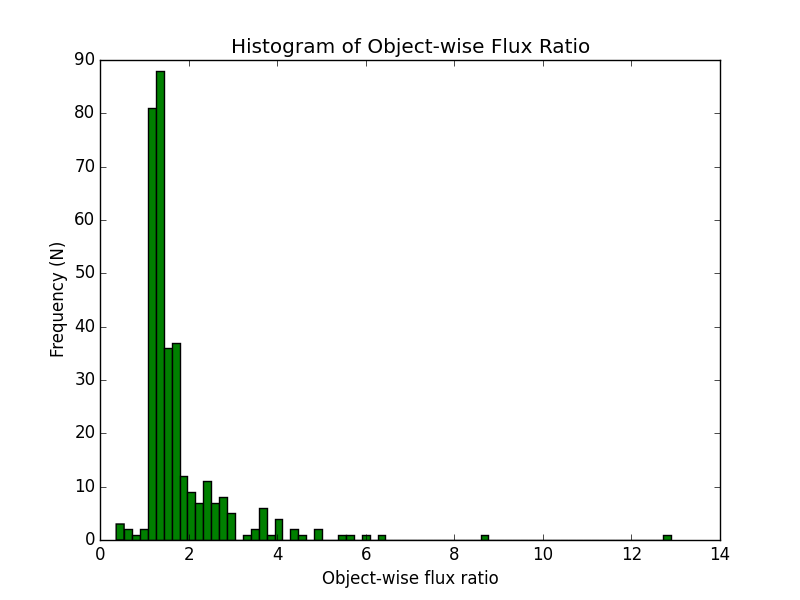 Histogram of Object-wise Flux Ratio
90
80
70
60
50
40
30
20
10
0
Frequency (N)
0 2 4 6 8 10 12 14
Object-wise flux ratio